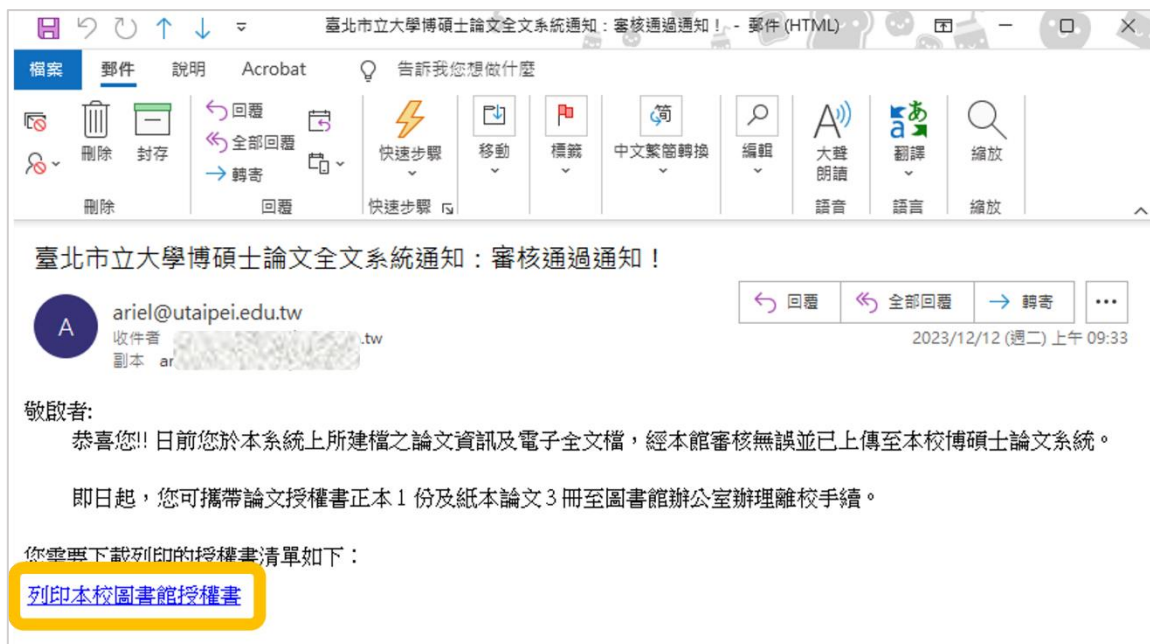 臺北市立大學博碩士論文全文系統通知：審核通過通知！ - 郵件 (HTML)
檔案 郵件 說明 Acrobat 告訴我您想做什麼
刪除 封存 回覆 全部回覆 轉寄 快速步驟 移動 標籤 中文繁簡轉換 編輯 大聲朗讀 翻譯 縮放
刪除 回覆 快速步驟 語音 語言 縮放
臺北市立大學博碩士論文全文系統通知：審核通過通知！
A
ariel@utaipei.edu.tw
回覆 全部回覆 轉寄
收件者 .tw
2023/12/12 (週二) 上午 09:33
副本 ar
敬啟者:
恭喜您!! 日前您於本系統上所建檔之論文資訊及電子全文檔，經本館審核無誤並已上傳至本校博碩士論文系統。
即日起，您可攜帶論文授權書正本 1 份及紙本論文 3 冊至圖書館辦公室辦理離校手續。
您需要下載列印的授權書清單如下：
列印本校圖書館授權書